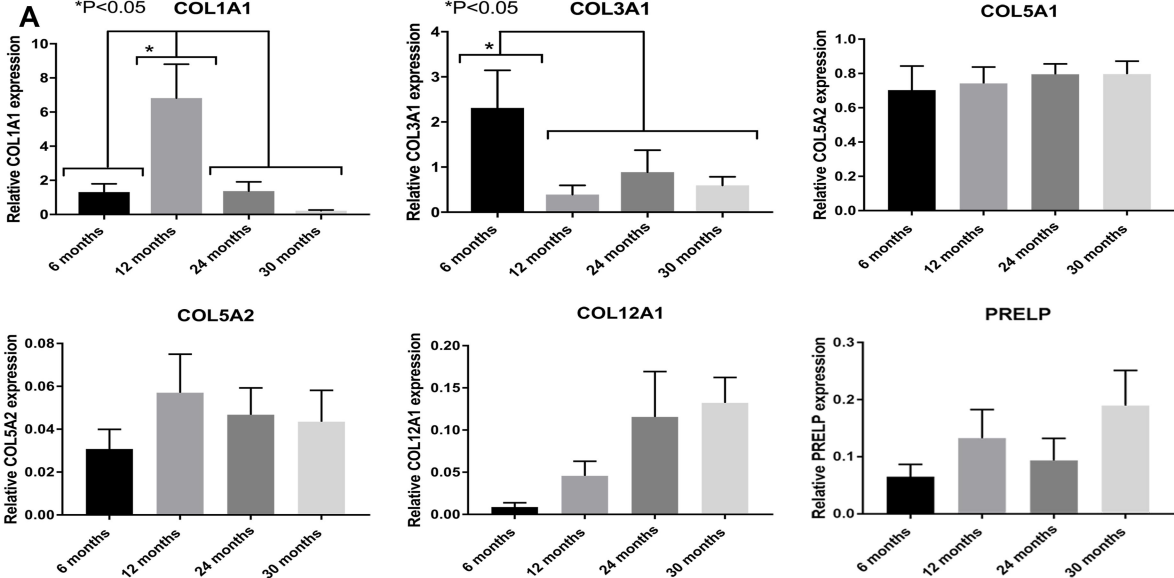 A
*P<0.05
COL1A1
Relative COL1A1 expression
10
8
6
4
2
0
*
6 months
12 months
24 months
30 months
*P<0.05
COL3A1
Relative COL3A1 expression
4
3
2
1
0
*
6 months
12 months
24 months
30 months
COL5A1
Relative COL5A2 expression
1.0
0.8
0.6
0.4
0.2
0.0
6 months
12 months
24 months
30 months
COL5A2
Relative COL5A2 expression
0.08
0.06
0.04
0.02
0.00
6 months
12 months
24 months
30 months
COL12A1
Relative COL12A1 expression
0.20
0.15
0.10
0.05
0.00
6 months
12 months
24 months
30 months
PRELP
Relative PRELP expression
0.3
0.2
0.1
0.0
6 months
12 months
24 months
30 months